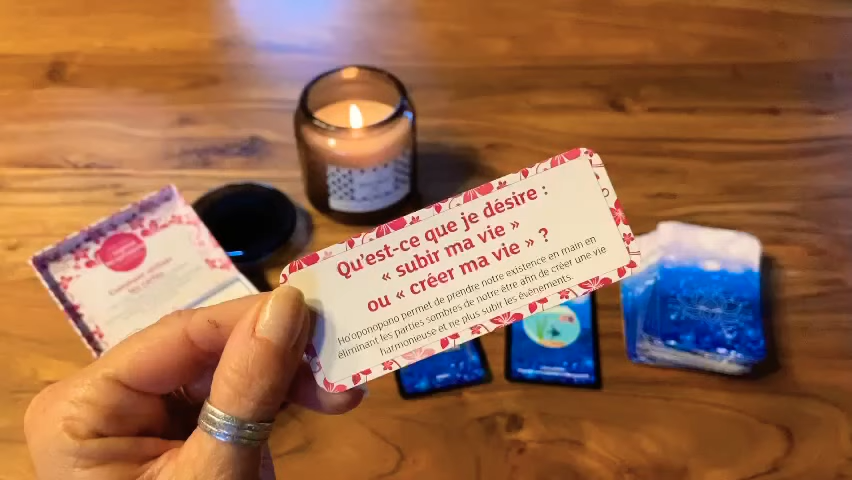 Qu'est-ce que je désire :
« subir ma vie »
ou « créer ma vie » ?
Ho'oponopono permet de prendre notre existence en main en
éliminant les parties sombres de notre être afin de créer une vie
harmonieuse et ne plus subir les événements.